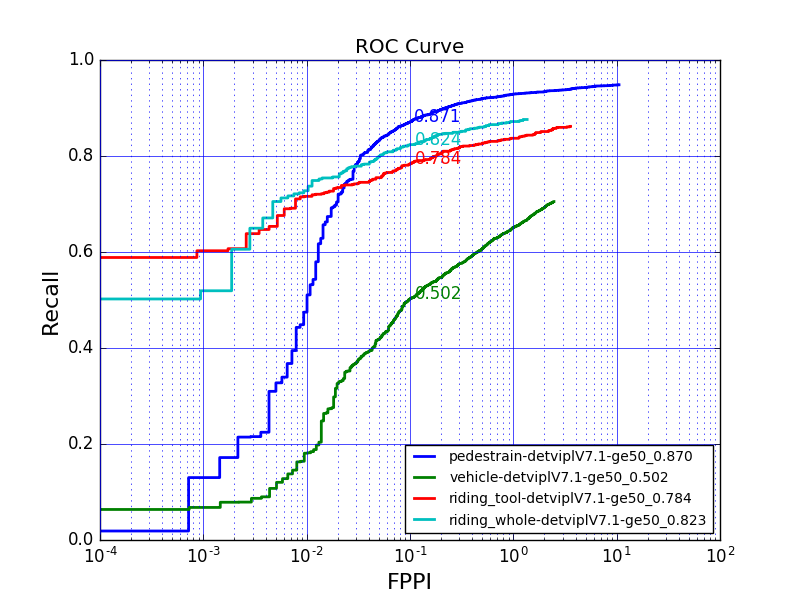 ROC Curve
1.0
0.8
0.6
0.4
0.2
0.0
Recall
0.871
0.824
0.784
0.502
pedestrain-detviplV7.1-ge50_0.870
vehicle-detviplV7.1-ge50_0.502
riding_tool-detviplV7.1-ge50_0.784
riding_whole-detviplV7.1-ge50_0.823
10^-4 10^-3 10^-2 10^-1 10^0 10^1 10^2
FPPI